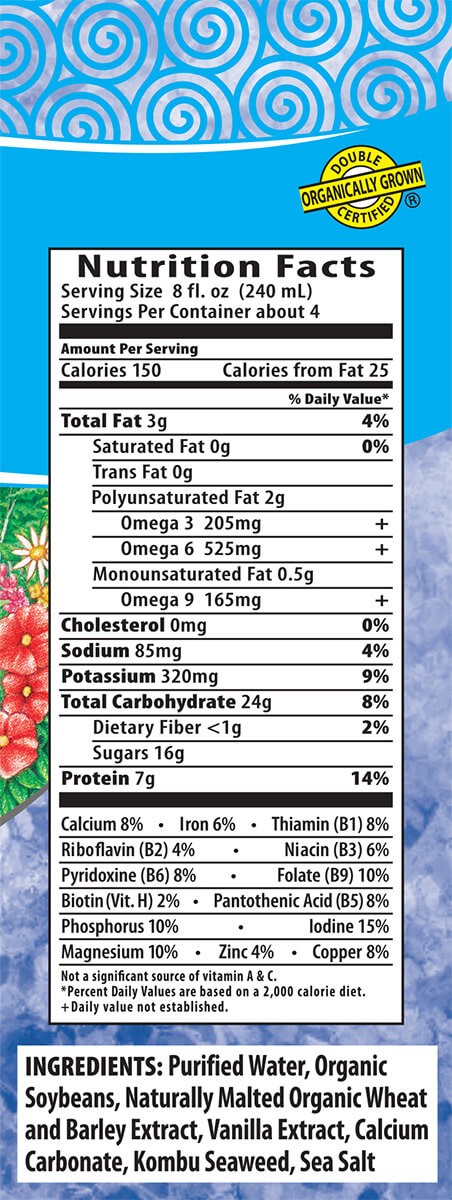 DOUBLE
ORGANICALLY GROWN
CERTIFIED
®
Nutrition Facts
Serving Size 8 fl. oz (240 mL)
Servings Per Container about 4
Amount Per Serving
Calories 150 Calories from Fat 25
% Daily Value*
Total Fat 3g 4%
Saturated Fat 0g 0%
Trans Fat 0g
Polyunsaturated Fat 2g
Omega 3 205mg +
Omega 6 525mg +
Monounsaturated Fat 0.5g
Omega 9 165mg +
Cholesterol 0mg 0%
Sodium 85mg 4%
Potassium 320mg 9%
Total Carbohydrate 24g 8%
Dietary Fiber <1g 2%
Sugars 16g
Protein 7g 14%
Calcium 8% • Iron 6% • Thiamin (B1) 8%
Riboflavin (B2) 4% • Niacin (B3) 6%
Pyridoxine (B6) 8% • Folate (B9) 10%
Biotin (Vit. H) 2% • Pantothenic Acid (B5) 8%
Phosphorus 10% • Iodine 15%
Magnesium 10% • Zinc 4% • Copper 8%
Not a significant source of vitamin A & C.
*Percent Daily Values are based on a 2,000 calorie diet.
+Daily value not established.
INGREDIENTS: Purified Water, Organic
Soybeans, Naturally Malted Organic Wheat
and Barley Extract, Vanilla Extract, Calcium
Carbonate, Kombu Seaweed, Sea Salt